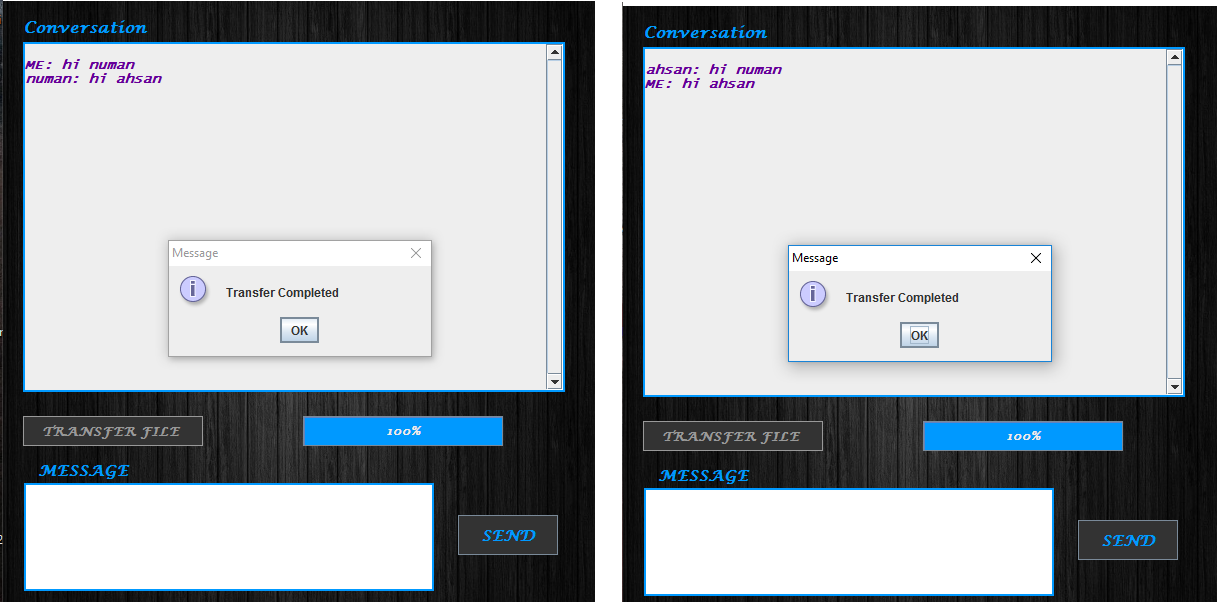 Conversation
ME: hi numan
numan: hi ahsan
Message
Transfer Completed
OK
TRANSFER FILE
100%
MESSAGE
SEND
Conversation
ahsan: hi numan
ME: hi ahsan
Message
Transfer Completed
OK
TRANSFER FILE
100%
MESSAGE
SEND